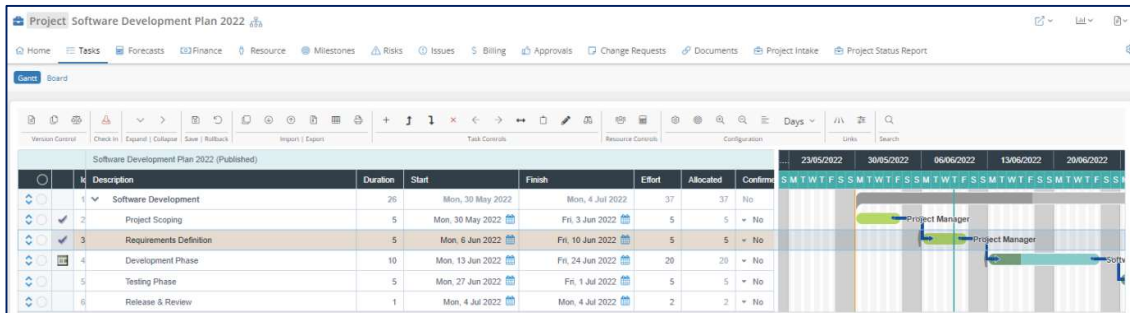 Project Software Development Plan 2022
Home Tasks Forecasts Finance Resource Milestones Risks Issues Billing Approvals Change Requests Documents Project Intake Project Status Report
Gantt Board
Days
Version Control Check In Expand | Collapse Save | Rollback Import | Export Task Controls Resource Controls Configuration Links Search
Software Development Plan 2022 (Published) ... 23/05/2022 30/05/2022 06/06/2022 13/06/2022 20/06/2022
Description Duration Start Finish Effort Allocated Confirme S M T W T F S S M T W T F S S M T W T F S S M T W T F S S M T W T F S S M
1 Software Development 26 Mon, 30 May 2022 Mon, 4 Jul 2022 37 37 No
2 Project Scoping 5 Mon, 30 May 2022 Fri, 3 Jun 2022 5 5 No Project Manager
3 Requirements Definition 5 Mon, 6 Jun 2022 Fri, 10 Jun 2022 5 5 No Project Manager
4 Development Phase 10 Mon, 13 Jun 2022 Fri, 24 Jun 2022 20 20 No Softw
5 Testing Phase 5 Mon, 27 Jun 2022 Fri, 1 Jul 2022 5 5 No
6 Release & Review 1 Mon, 4 Jul 2022 Mon, 4 Jul 2022 2 2 No